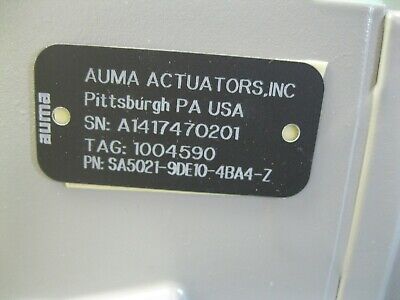 auma
AUMA ACTUATORS,INC
Pittsburgh PA USA
SN: A1417470201
TAG: 1004590
PN: SA5021-9DE10-4BA4-Z